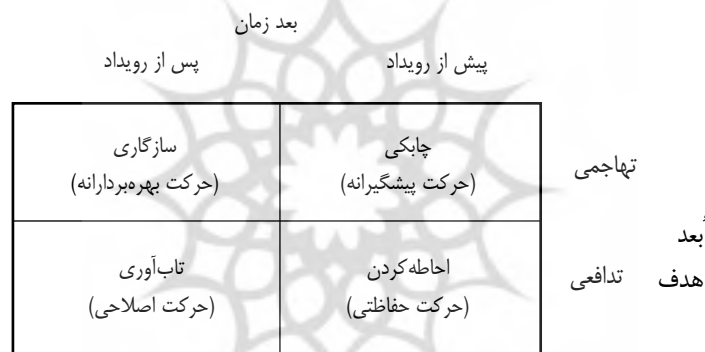 بعد زمان
پیش از رویداد پس از رویداد
تهاجمی چابکی سازگاری
(حرکت پیشگیرانه) (حرکت بهره‌بردارانه)
بُعد
هدف تدافعی احاطه‌کردن تاب‌آوری
(حرکت حفاظتی) (حرکت اصلاحی)